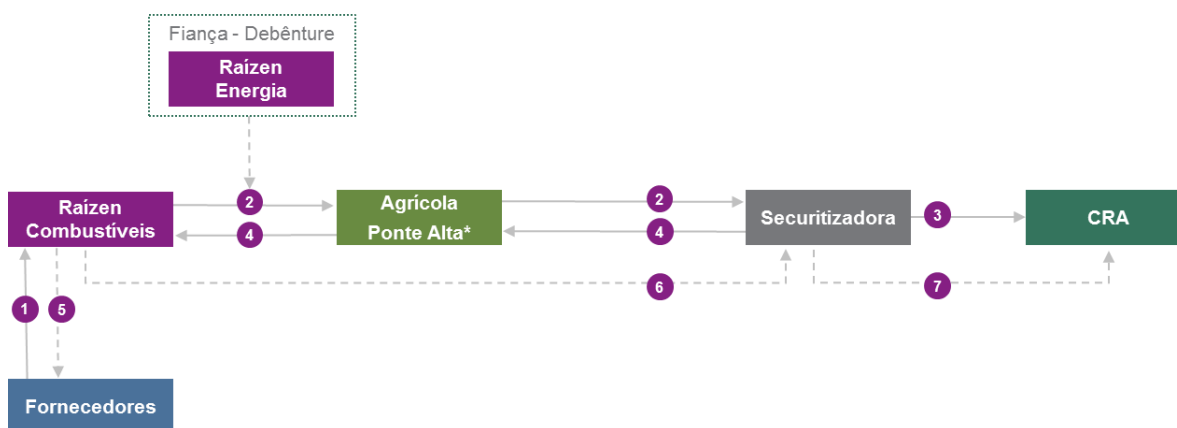 Fiança - Debênture
Raízen
Energia
Raízen
Combustíveis
2
4
Agrícola
Ponte Alta*
2
4
Securitizadora
3
CRA
6
7
1
5
Fornecedores